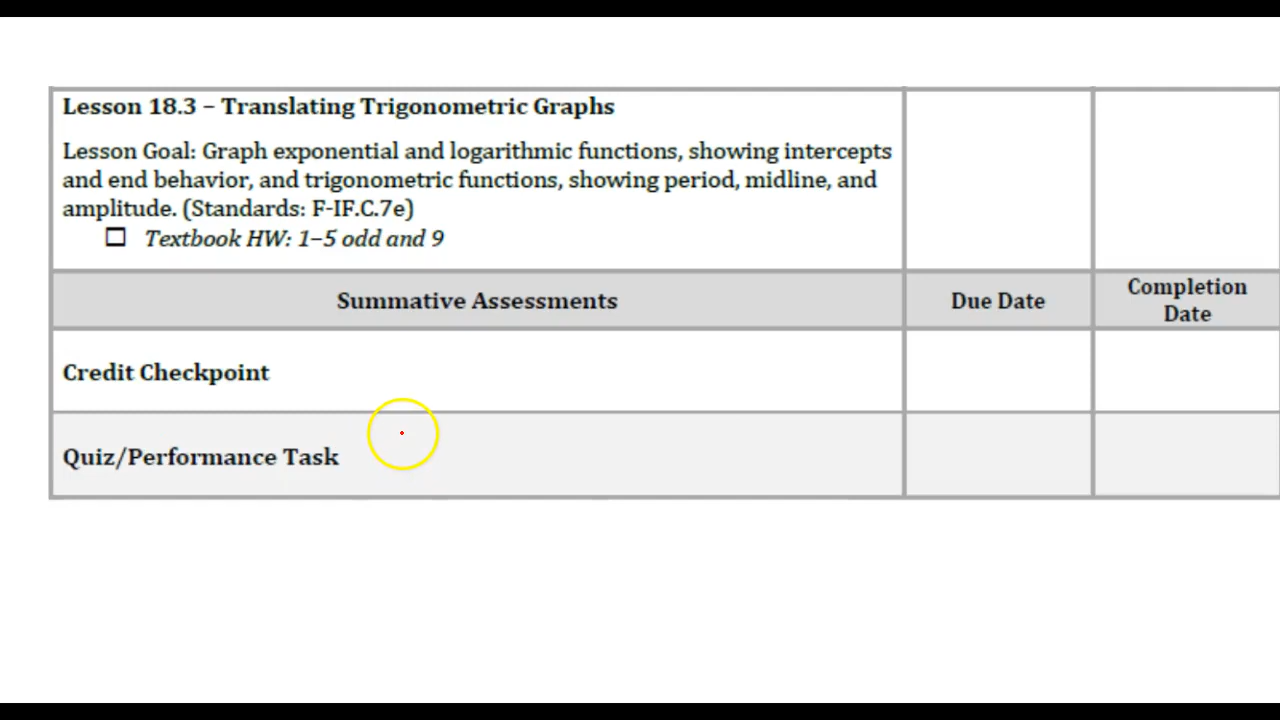 Lesson 18.3 – Translating Trigonometric Graphs
Lesson Goal: Graph exponential and logarithmic functions, showing intercepts
and end behavior, and trigonometric functions, showing period, midline, and
amplitude. (Standards: F-IF.C.7e)
Textbook HW: 1–5 odd and 9
Summative Assessments
Due Date
Completion
Date
Credit Checkpoint
Quiz/Performance Task